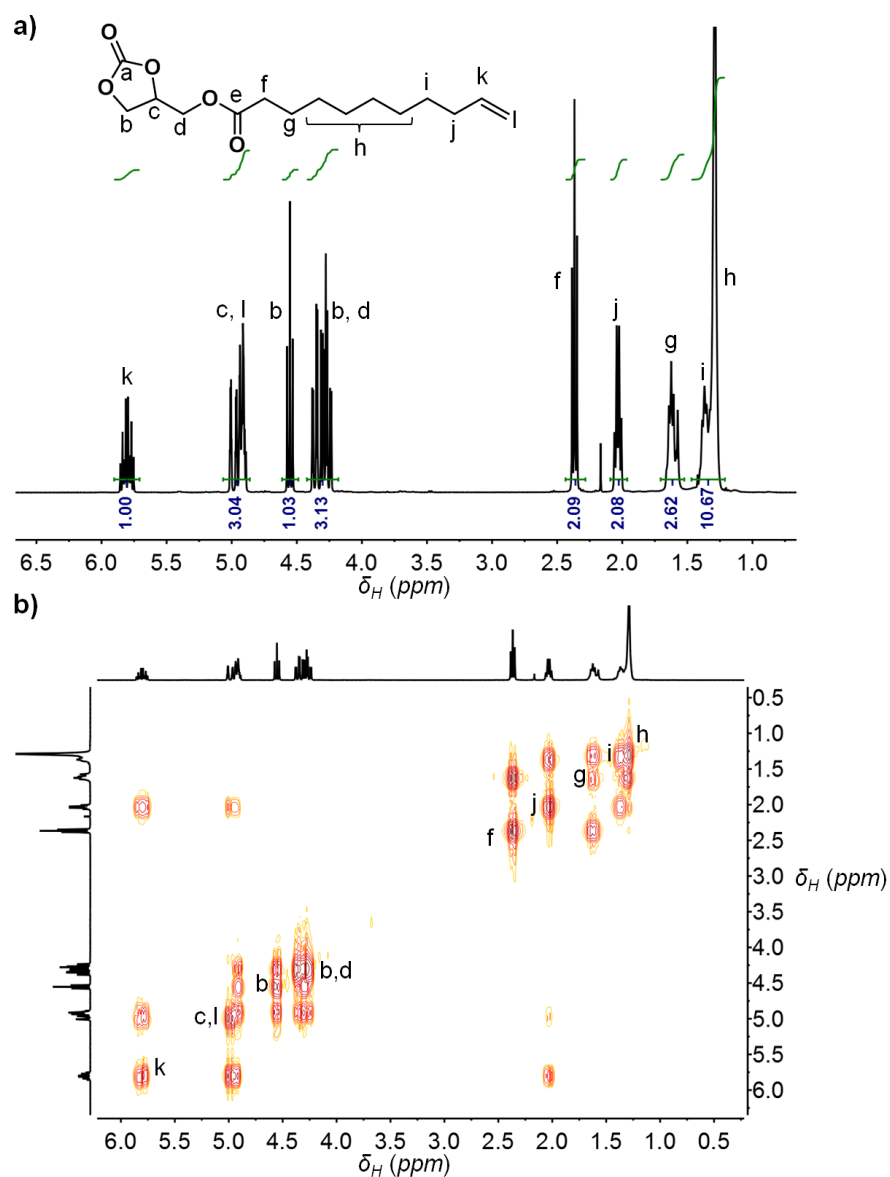 a)
O
a
O
O
b
c
d
O
e
O
f
g
h
i
j
k
l
k
c, l
b
b, d
f
j
g
i
h
1.00
3.04
1.03
3.13
2.09
2.08
2.62
10.67
6.5 6.0 5.5 5.0 4.5 4.0 3.5 3.0 2.5 2.0 1.5 1.0
δH (ppm)
b)
0.5
1.0
1.5
2.0
2.5
3.0
3.5
4.0
4.5
5.0
5.5
6.0
δH (ppm)
h
i
g
j
f
b,d
b
c,l
k
6.0 5.5 5.0 4.5 4.0 3.5 3.0 2.5 2.0 1.5 1.0 0.5
δH (ppm)